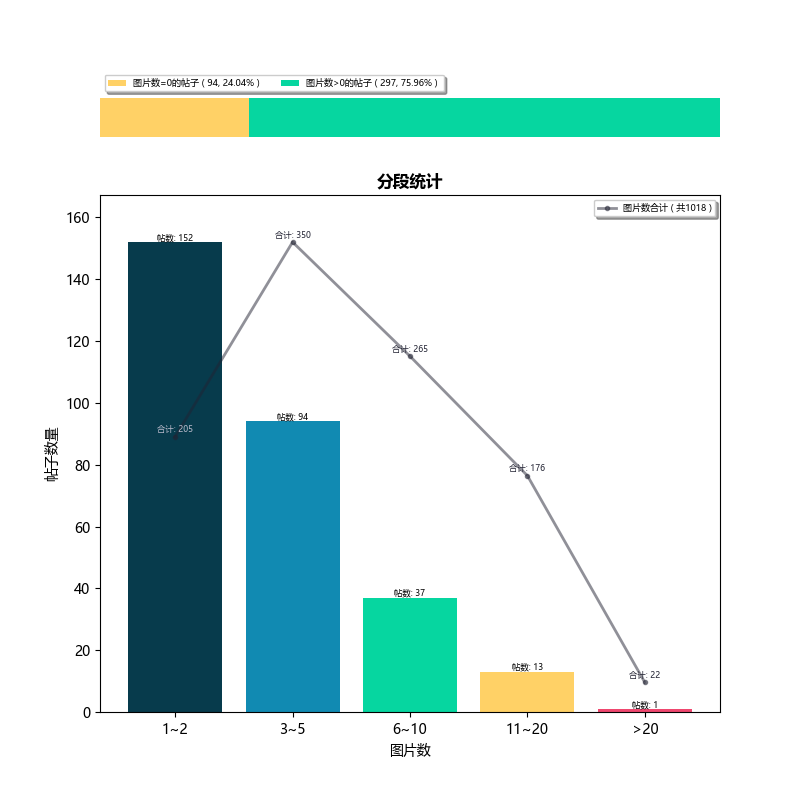 图片数=0的帖子 ( 94, 24.04% ) 图片数>0的帖子 ( 297, 75.96% )
分段统计
图片数合计 ( 共1018 )
160
140
120
100
80
60
40
20
0
帖子数量
帖数: 152
合计: 350
合计: 265
合计: 205
帖数: 94
合计: 176
帖数: 37
帖数: 13
合计: 22
帖数: 1
1~2 3~5 6~10 11~20 >20
图片数